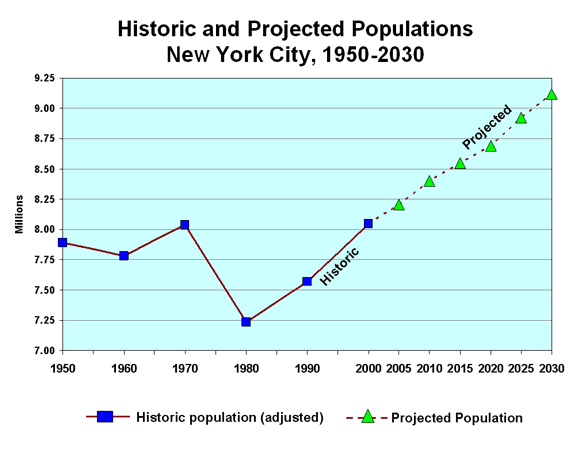 Historic and Projected Populations
New York City, 1950-2030
9.25
9.00
8.75
8.50
8.25
8.00
7.75
7.50
7.25
7.00
Millions
Projected
Historic
1950 1960 1970 1980 1990 2000 2005 2010 2015 2020 2025 2030
Historic population (adjusted) Projected Population